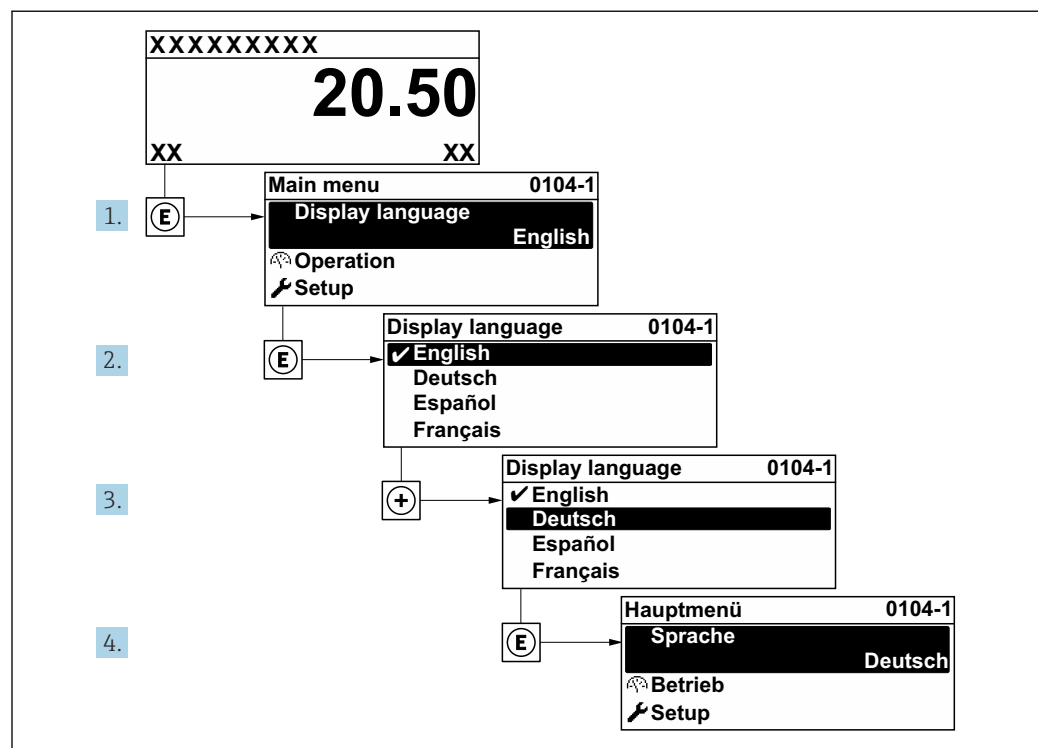 XXXXXXXXX
20.50
XX XX
1. E
Main menu 0104-1
Display language
English
Operation
Setup
2. E
Display language 0104-1
✔ English
Deutsch
Español
Français
3. +
Display language 0104-1
✔ English
Deutsch
Español
Français
4. E
Hauptmenü 0104-1
Sprache
Deutsch
Betrieb
Setup